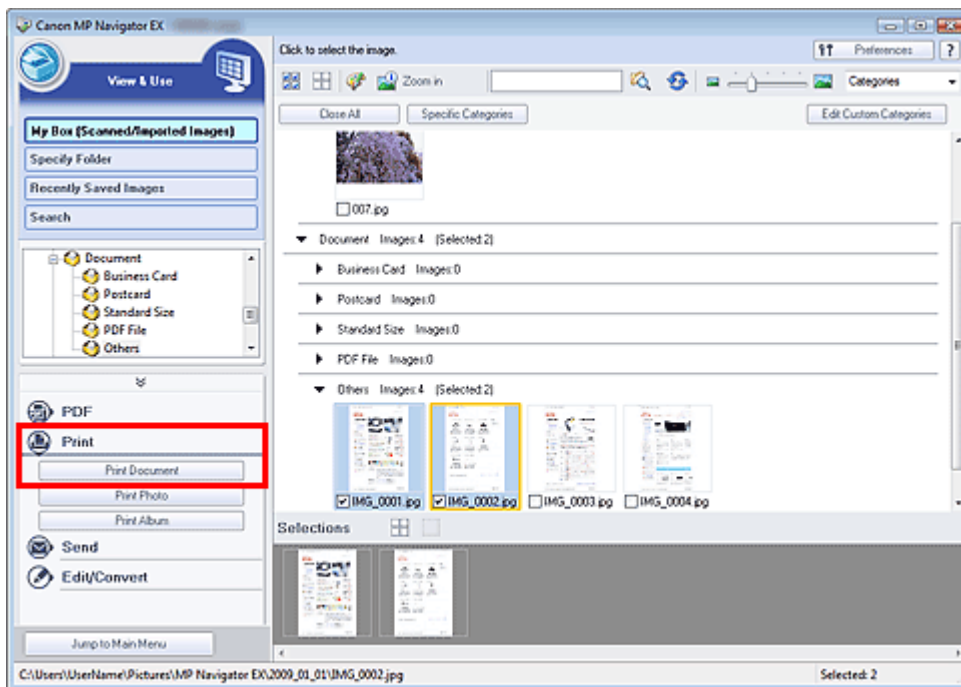 Canon MP Navigator EX
View & Use
My Box (Scanned/Imported Images)
Specify Folder
Recently Saved Images
Search
Document
Business Card
Postcard
Standard Size
PDF File
Others
PDF
Print
Print Document
Print Photo
Print Album
Send
Edit/Convert
Jump to Main Menu
Click to select the image.
Preferences
?
Zoom in
Categories
Close All
Specific Categories
Edit Custom Categories
007.jpg
Document Images:4 (Selected:2)
Business Card Images:0
Postcard Images:0
Standard Size Images:0
PDF File Images:0
Others Images:4 (Selected:2)
IMG_0001.jpg IMG_0002.jpg IMG_0003.jpg IMG_0004.jpg
Selections
C:\Users\UserName\Pictures\MP Navigator EX\2009_01_01\IMG_0002.jpg
Selected: 2